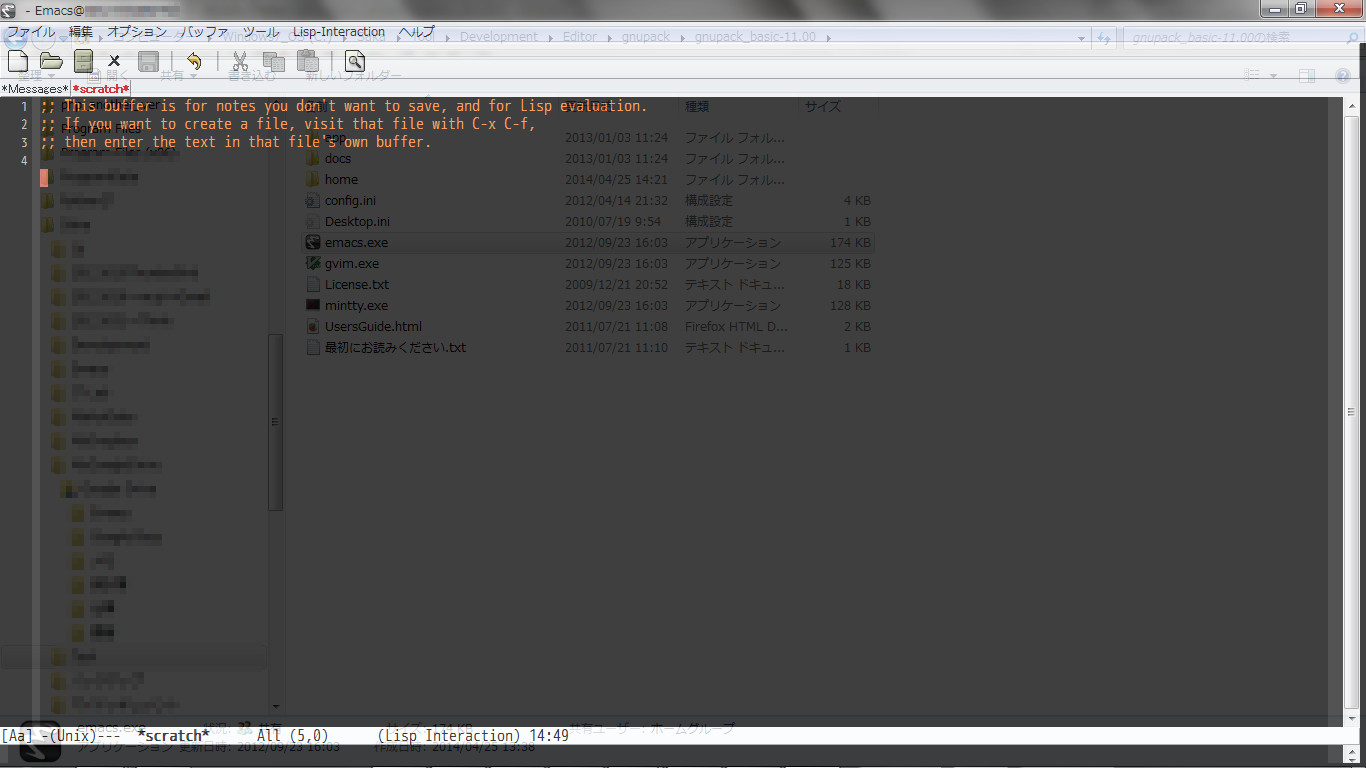 - Emacs@
ファイル 編集 オプション バッファ ツール Lisp-Interaction ヘルプ
Development Editor gnupack gnupack_basic-11.00 gnupack_basic-11.00の検索
整理 開く 共有 書き込む 新しいフォルダー
*Messages* *scratch*
種類 サイズ
1 ;; This buffer is for notes you don't want to save, and for Lisp evaluation.
2 ;; If you want to create a file, visit that file with C-x C-f,
3 ;; then enter the text in that file's own buffer.
4
Program Files
app 2013/01/03 11:24 ファイル フォル...
docs 2013/01/03 11:24 ファイル フォル...
home 2014/04/25 14:21 ファイル フォル...
config.ini 2012/04/14 21:32 構成設定 4 KB
Desktop.ini 2010/07/19 9:54 構成設定 1 KB
emacs.exe 2012/09/23 16:03 アプリケーション 174 KB
gvim.exe 2012/09/23 16:03 アプリケーション 125 KB
License.txt 2009/12/21 20:52 テキスト ドキュ... 18 KB
mintty.exe 2012/09/23 16:03 アプリケーション 128 KB
UsersGuide.html 2011/07/21 11:08 Firefox HTML D... 2 KB
最初にお読みください.txt 2011/07/21 11:10 テキスト ドキュ... 1 KB
emacs.exe 状況: 共有 サイズ: 174 KB 共有ユーザー: ホームグループ
[Aa] -(Unix)--- *scratch* All (5,0) (Lisp Interaction) 14:49
アプリケーション 更新日時: 2012/09/23 16:03 作成日時: 2014/04/25 13:38